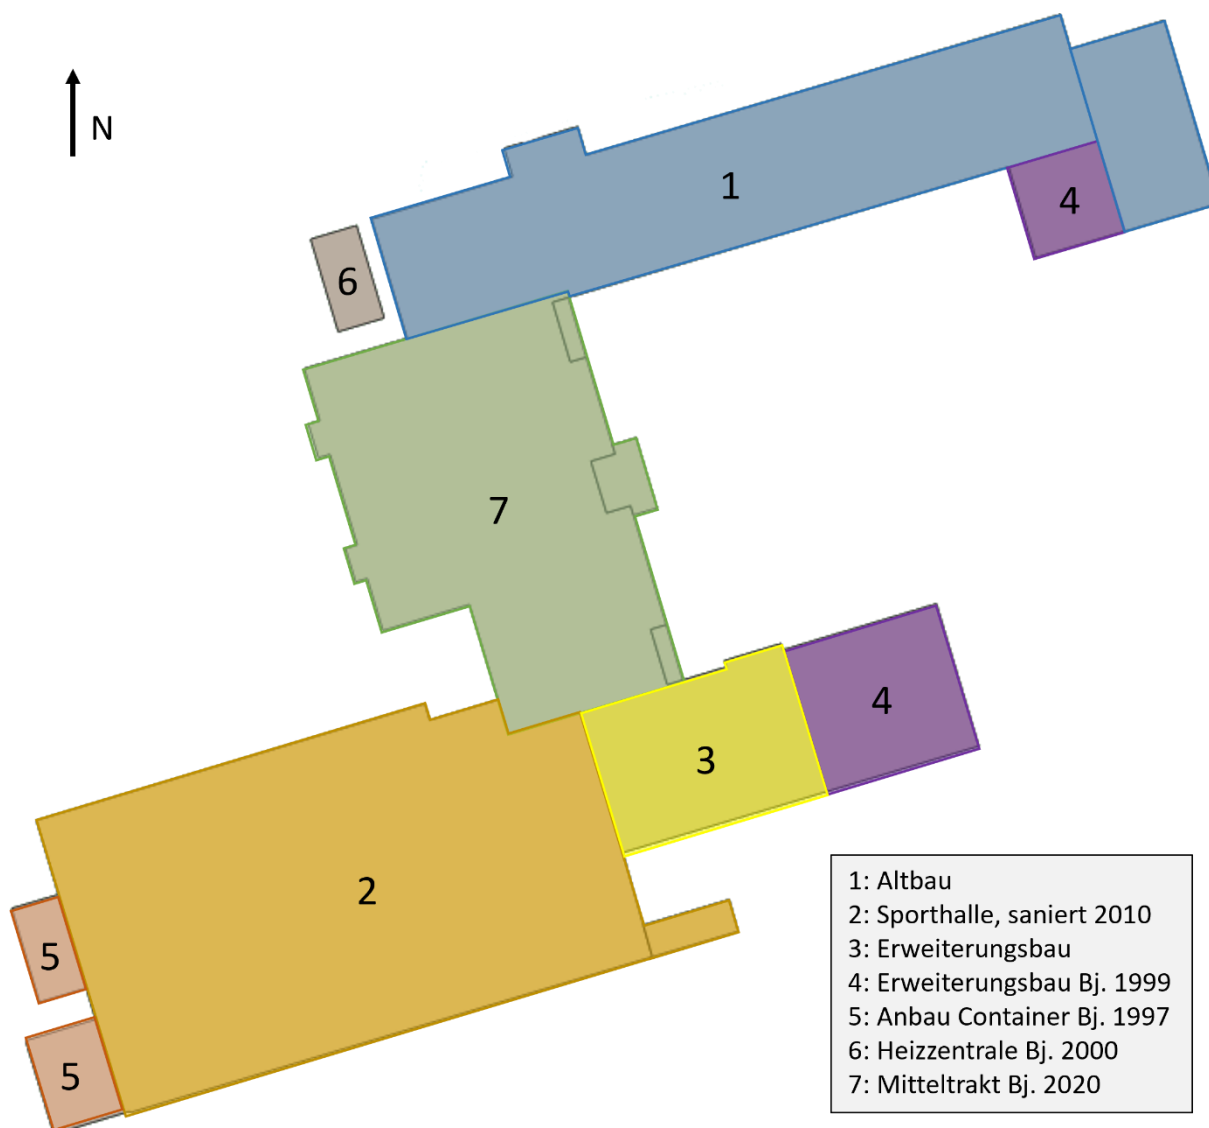 N
1
4
6
7
4
3
2
5
5
1: Altbau
2: Sporthalle, saniert 2010
3: Erweiterungsbau
4: Erweiterungsbau Bj. 1999
5: Anbau Container Bj. 1997
6: Heizzentrale Bj. 2000
7: Mitteltrakt Bj. 2020